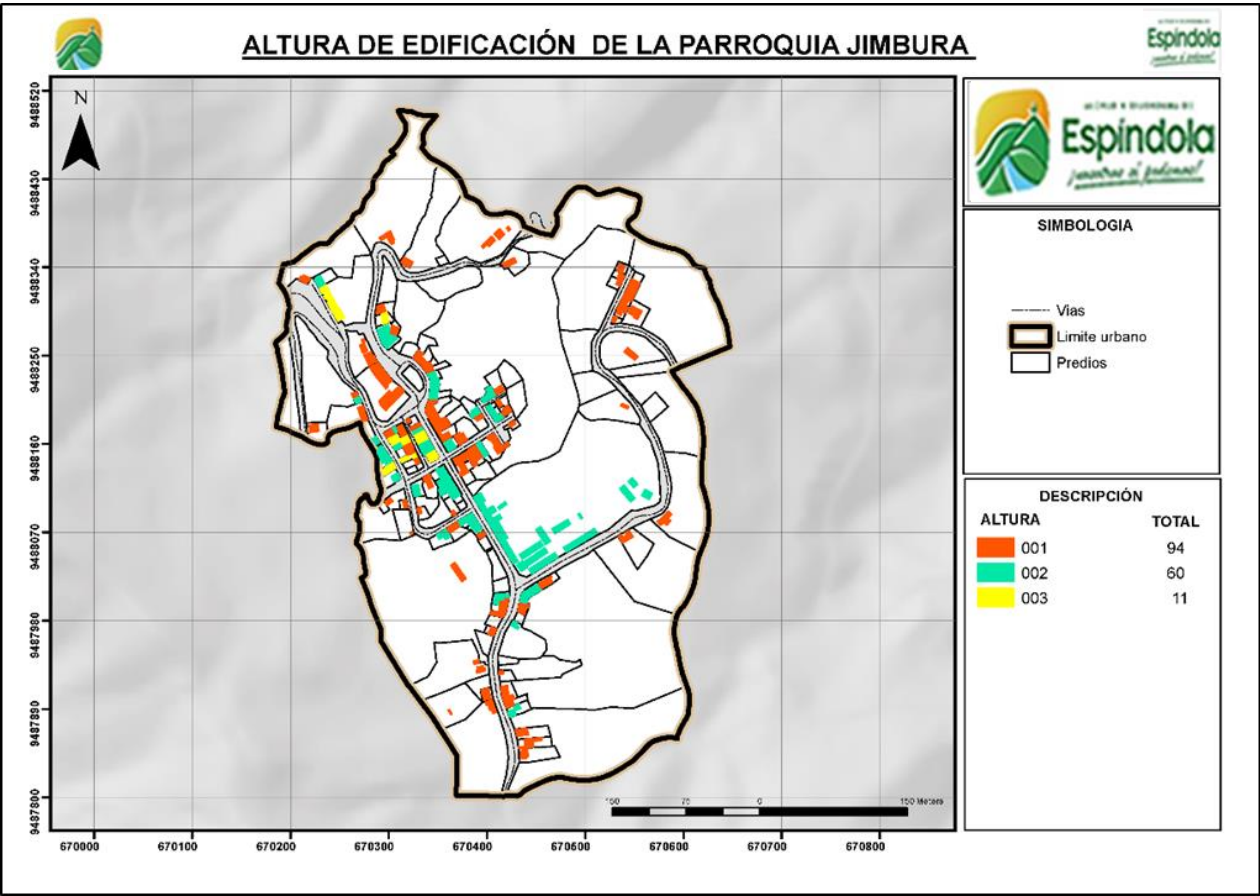 ALTURA DE EDIFICACIÓN DE LA PARROQUIA JIMBURA
Espíndola
N
9488520
9488430
9488340
9488250
9488160
9488070
9487980
9487890
9487800
670000
670100
670200
670300
670400
670500
670600
670700
670800
150
75
0
150 Meters
Espíndola
SIMBOLOGIA
Vias
Limite urbano
Predios
DESCRIPCIÓN
ALTURA TOTAL
001 94
002 60
003 11